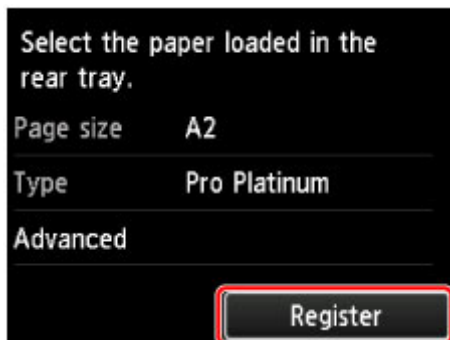 Select the paper loaded in the
rear tray.
Page size A2
Type Pro Platinum
Advanced
Register